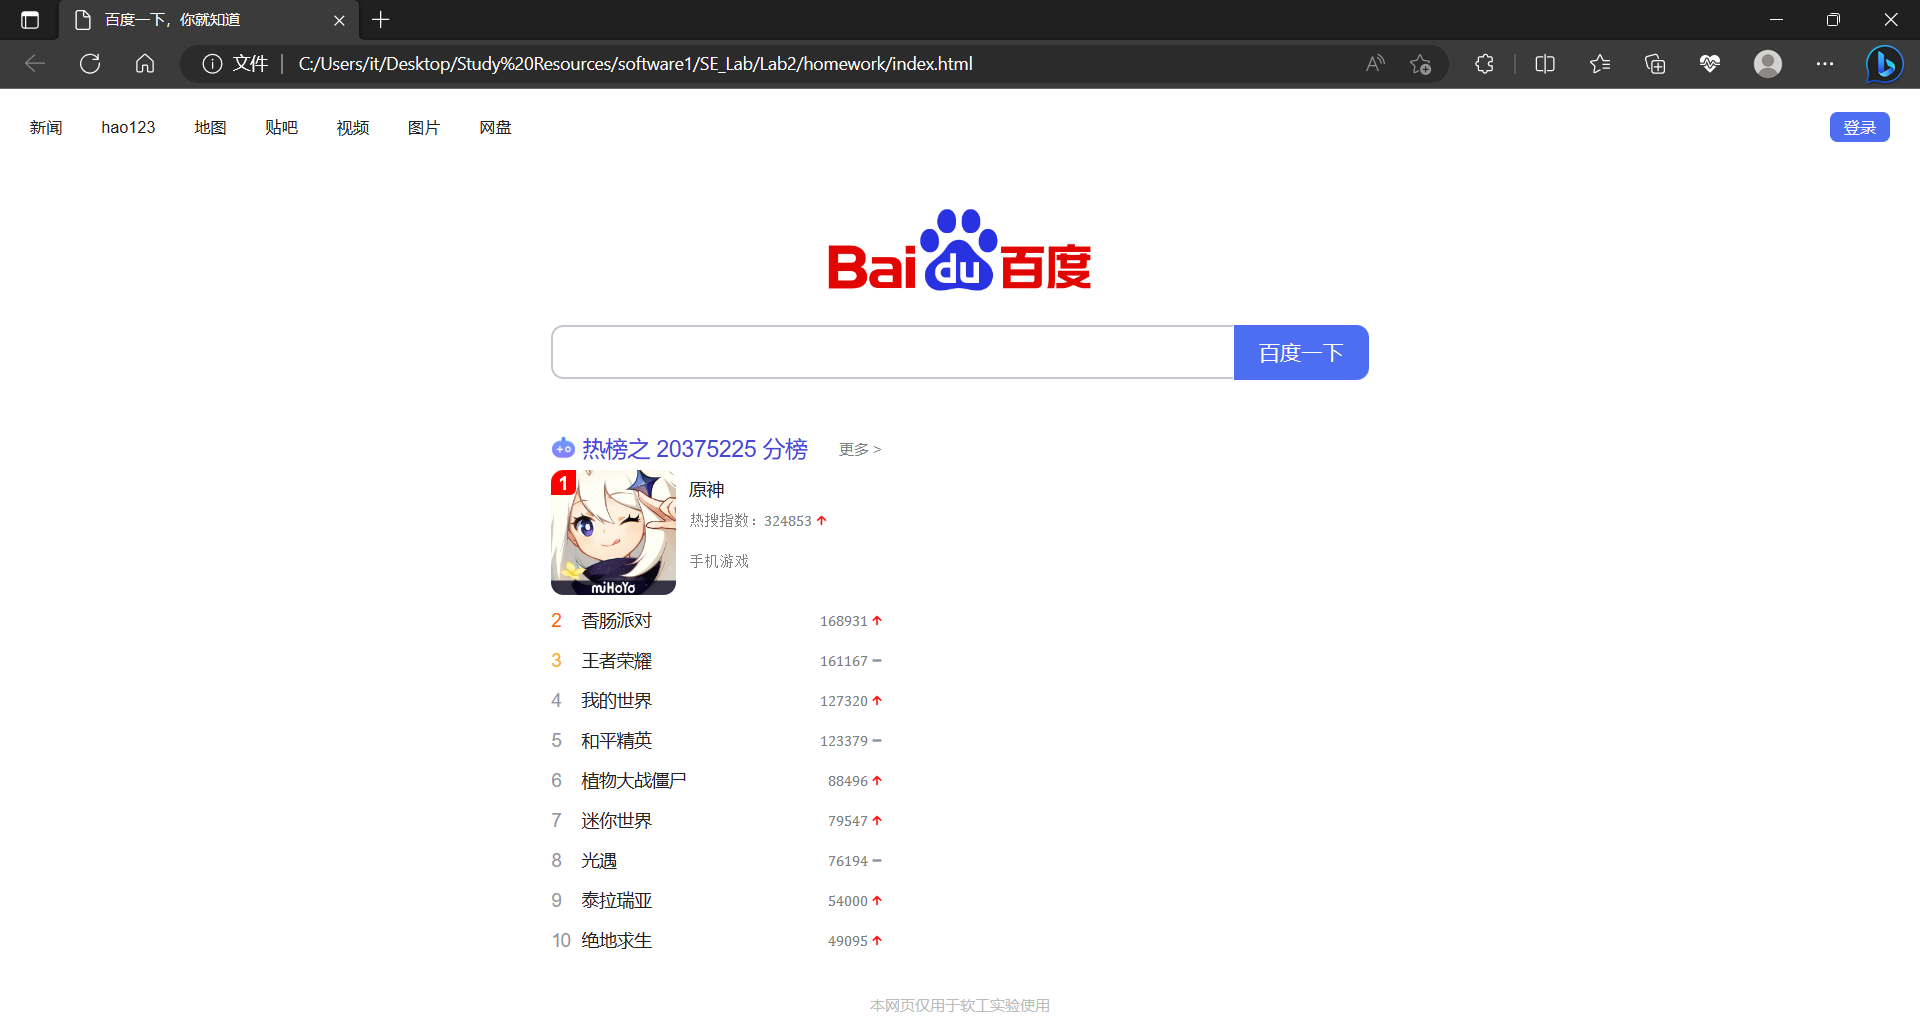 百度一下，你就知道
文件 C:/Users/it/Desktop/Study%20Resources/software1/SE_Lab/Lab2/homework/index.html
新闻 hao123 地图 贴吧 视频 图片 网盘 登录
Bai du 百度
百度一下
热榜之 20375225 分榜 更多 >
1 原神
热搜指数：324853
手机游戏
miHoYo
2 香肠派对 168931
3 王者荣耀 161167
4 我的世界 127320
5 和平精英 123379
6 植物大战僵尸 88496
7 迷你世界 79547
8 光遇 76194
9 泰拉瑞亚 54000
10 绝地求生 49095
本网页仅用于软工实验使用